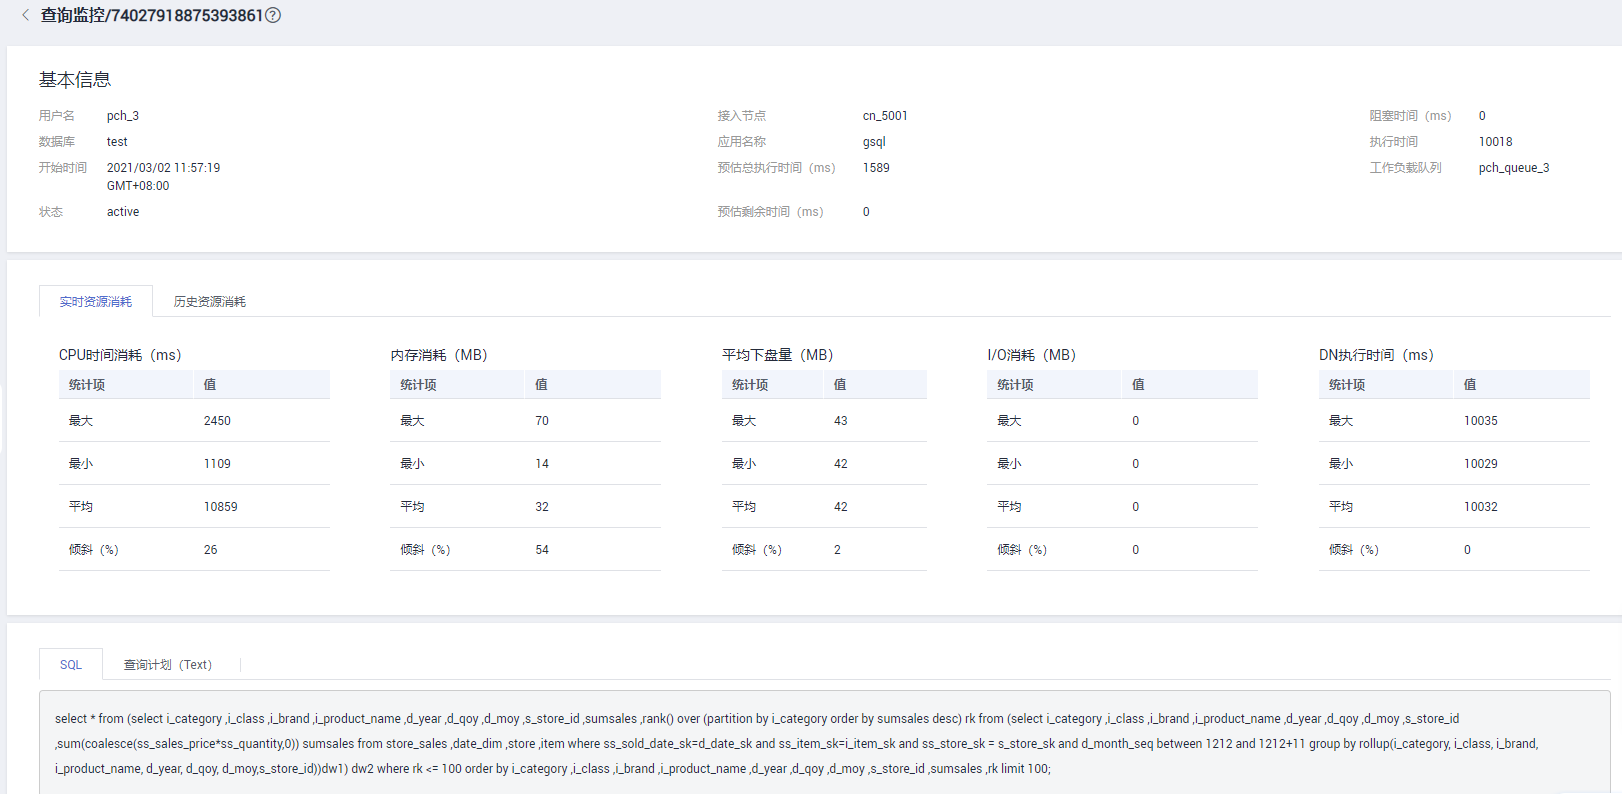 查询监控/74027918875393861
基本信息
用户名 pch_3 接入节点 cn_5001 阻塞时间（ms） 0
数据库 test 应用名称 gsql 执行时间 10018
开始时间 2021/03/02 11:57:19 预估总执行时间（ms） 1589 工作负载队列 pch_queue_3
GMT+08:00
状态 active 预估剩余时间（ms） 0
实时资源消耗 历史资源消耗
CPU时间消耗（ms） 内存消耗（MB） 平均下盘量（MB） I/O消耗（MB） DN执行时间（ms）
统计项 值 统计项 值 统计项 值 统计项 值 统计项 值
最大 2450 最大 70 最大 43 最大 0 最大 10035
最小 1109 最小 14 最小 42 最小 0 最小 10029
平均 10859 平均 32 平均 42 平均 0 平均 10032
倾斜（%） 26 倾斜（%） 54 倾斜（%） 2 倾斜（%） 0 倾斜（%） 0
SQL 查询计划（Text）
select * from (select i_category ,i_class ,i_brand ,i_product_name ,d_year ,d_qoy ,d_moy ,s_store_id ,sumsales ,rank() over (partition by i_category order by sumsales desc) rk from (select i_category ,i_class ,i_brand ,i_product_name ,d_year ,d_qoy ,d_moy ,s_store_id
,sum(coalesce(ss_sales_price*ss_quantity,0)) sumsales from store_sales ,date_dim ,store ,item where ss_sold_date_sk=d_date_sk and ss_item_sk=i_item_sk and ss_store_sk = s_store_sk and d_month_seq between 1212 and 1212+11 group by rollup(i_category, i_class, i_brand,
i_product_name, d_year, d_qoy, d_moy,s_store_id))dw1) dw2 where rk <= 100 order by i_category ,i_class ,i_brand ,i_product_name ,d_year ,d_qoy ,d_moy ,s_store_id ,sumsales ,rk limit 100;